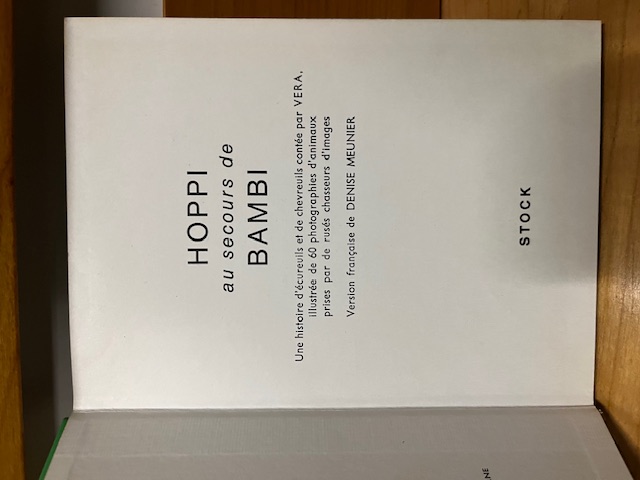 HOPPI
au secours de
BAMBI
Une histoire d'écureuils et de chevreuils contée par VERA,
illustrée de 60 photographies d'animaux
prises par de rusés chasseurs d'images
Version française de DENISE MEUNIER
STOCK
NE